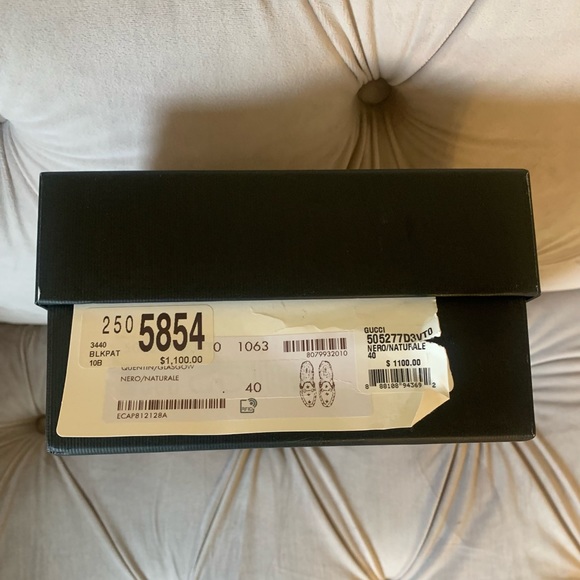 250 5854
3440
BLKPAT
10B
$1,100.00
0 1063
8079932010
QUENTIN/GLASGOW
NERO/NATURALE
40
ECAPB12128A
GUCCI
505277D3VT0
NERO/NATURALE
40
$ 1100.00